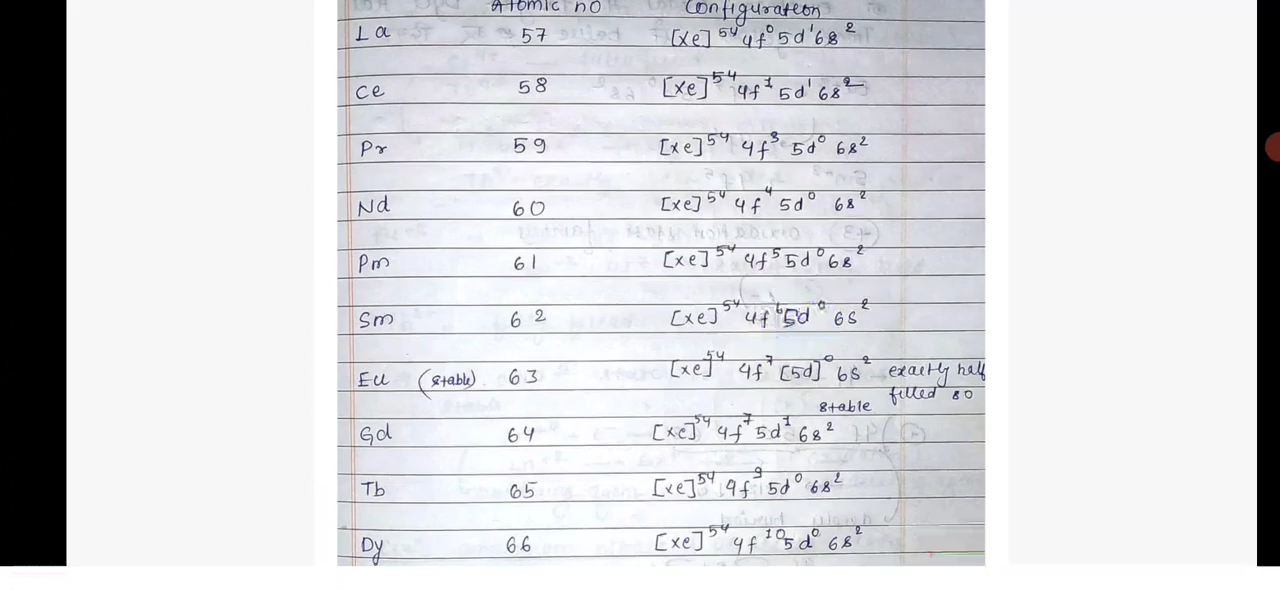 Atomic no Configuration
La 57 [xe]⁵⁴ 4f⁰ 5d¹ 6s²
Ce 58 [xe]⁵⁴ 4f¹ 5d¹ 6s²
Pr 59 [xe]⁵⁴ 4f³ 5d⁰ 6s²
Nd 60 [xe]⁵⁴ 4f⁴ 5d⁰ 6s²
Pm 61 [xe]⁵⁴ 4f⁵ 5d⁰ 6s²
Sm 62 [xe]⁵⁴ 4f⁶ 5d⁰ 6s²
Eu (stable) 63 [xe]⁵⁴ 4f⁷ [5d]⁰ 6s² exactly half
filled so
stable
Gd 64 [xe]⁵⁴ 4f⁷ 5d¹ 6s²
Tb 65 [xe]⁵⁴ 4f⁹ 5d⁰ 6s²
Dy 66 [xe]⁵⁴ 4f¹⁰ 5d⁰ 6s²